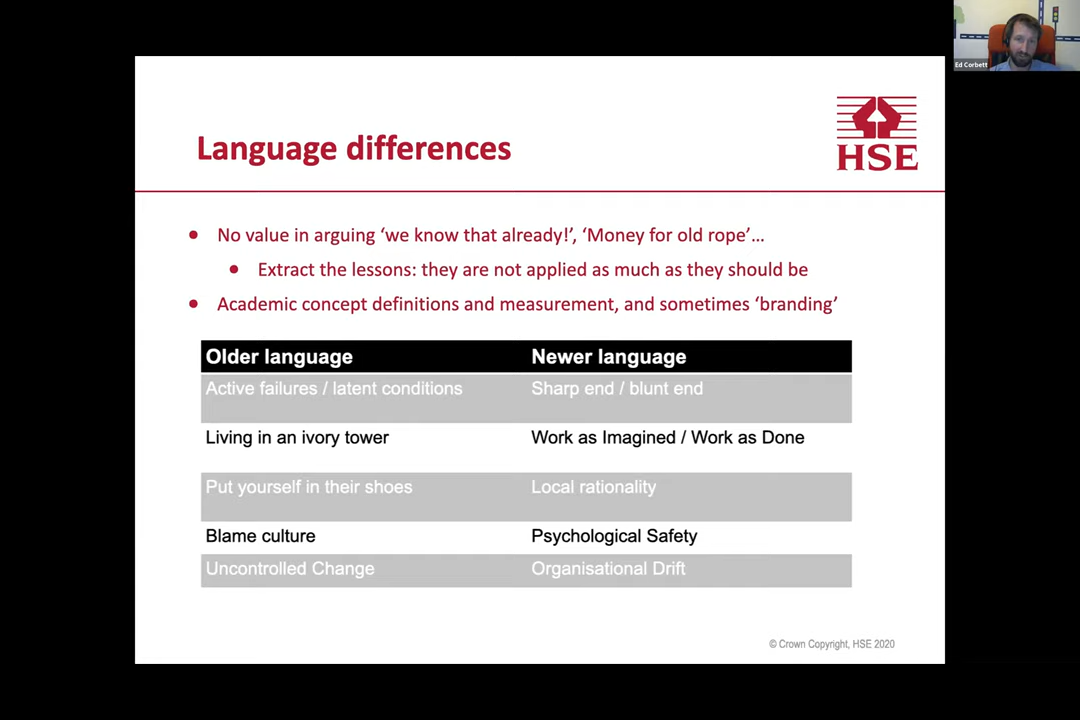 Ed Corbett
HSE
Language differences
No value in arguing ‘we know that already!’, ‘Money for old rope’...
Extract the lessons: they are not applied as much as they should be
Academic concept definitions and measurement, and sometimes ‘branding’
Older language Newer language
Active failures / latent conditions Sharp end / blunt end
Living in an ivory tower Work as Imagined / Work as Done
Put yourself in their shoes Local rationality
Blame culture Psychological Safety
Uncontrolled Change Organisational Drift
© Crown Copyright, HSE 2020